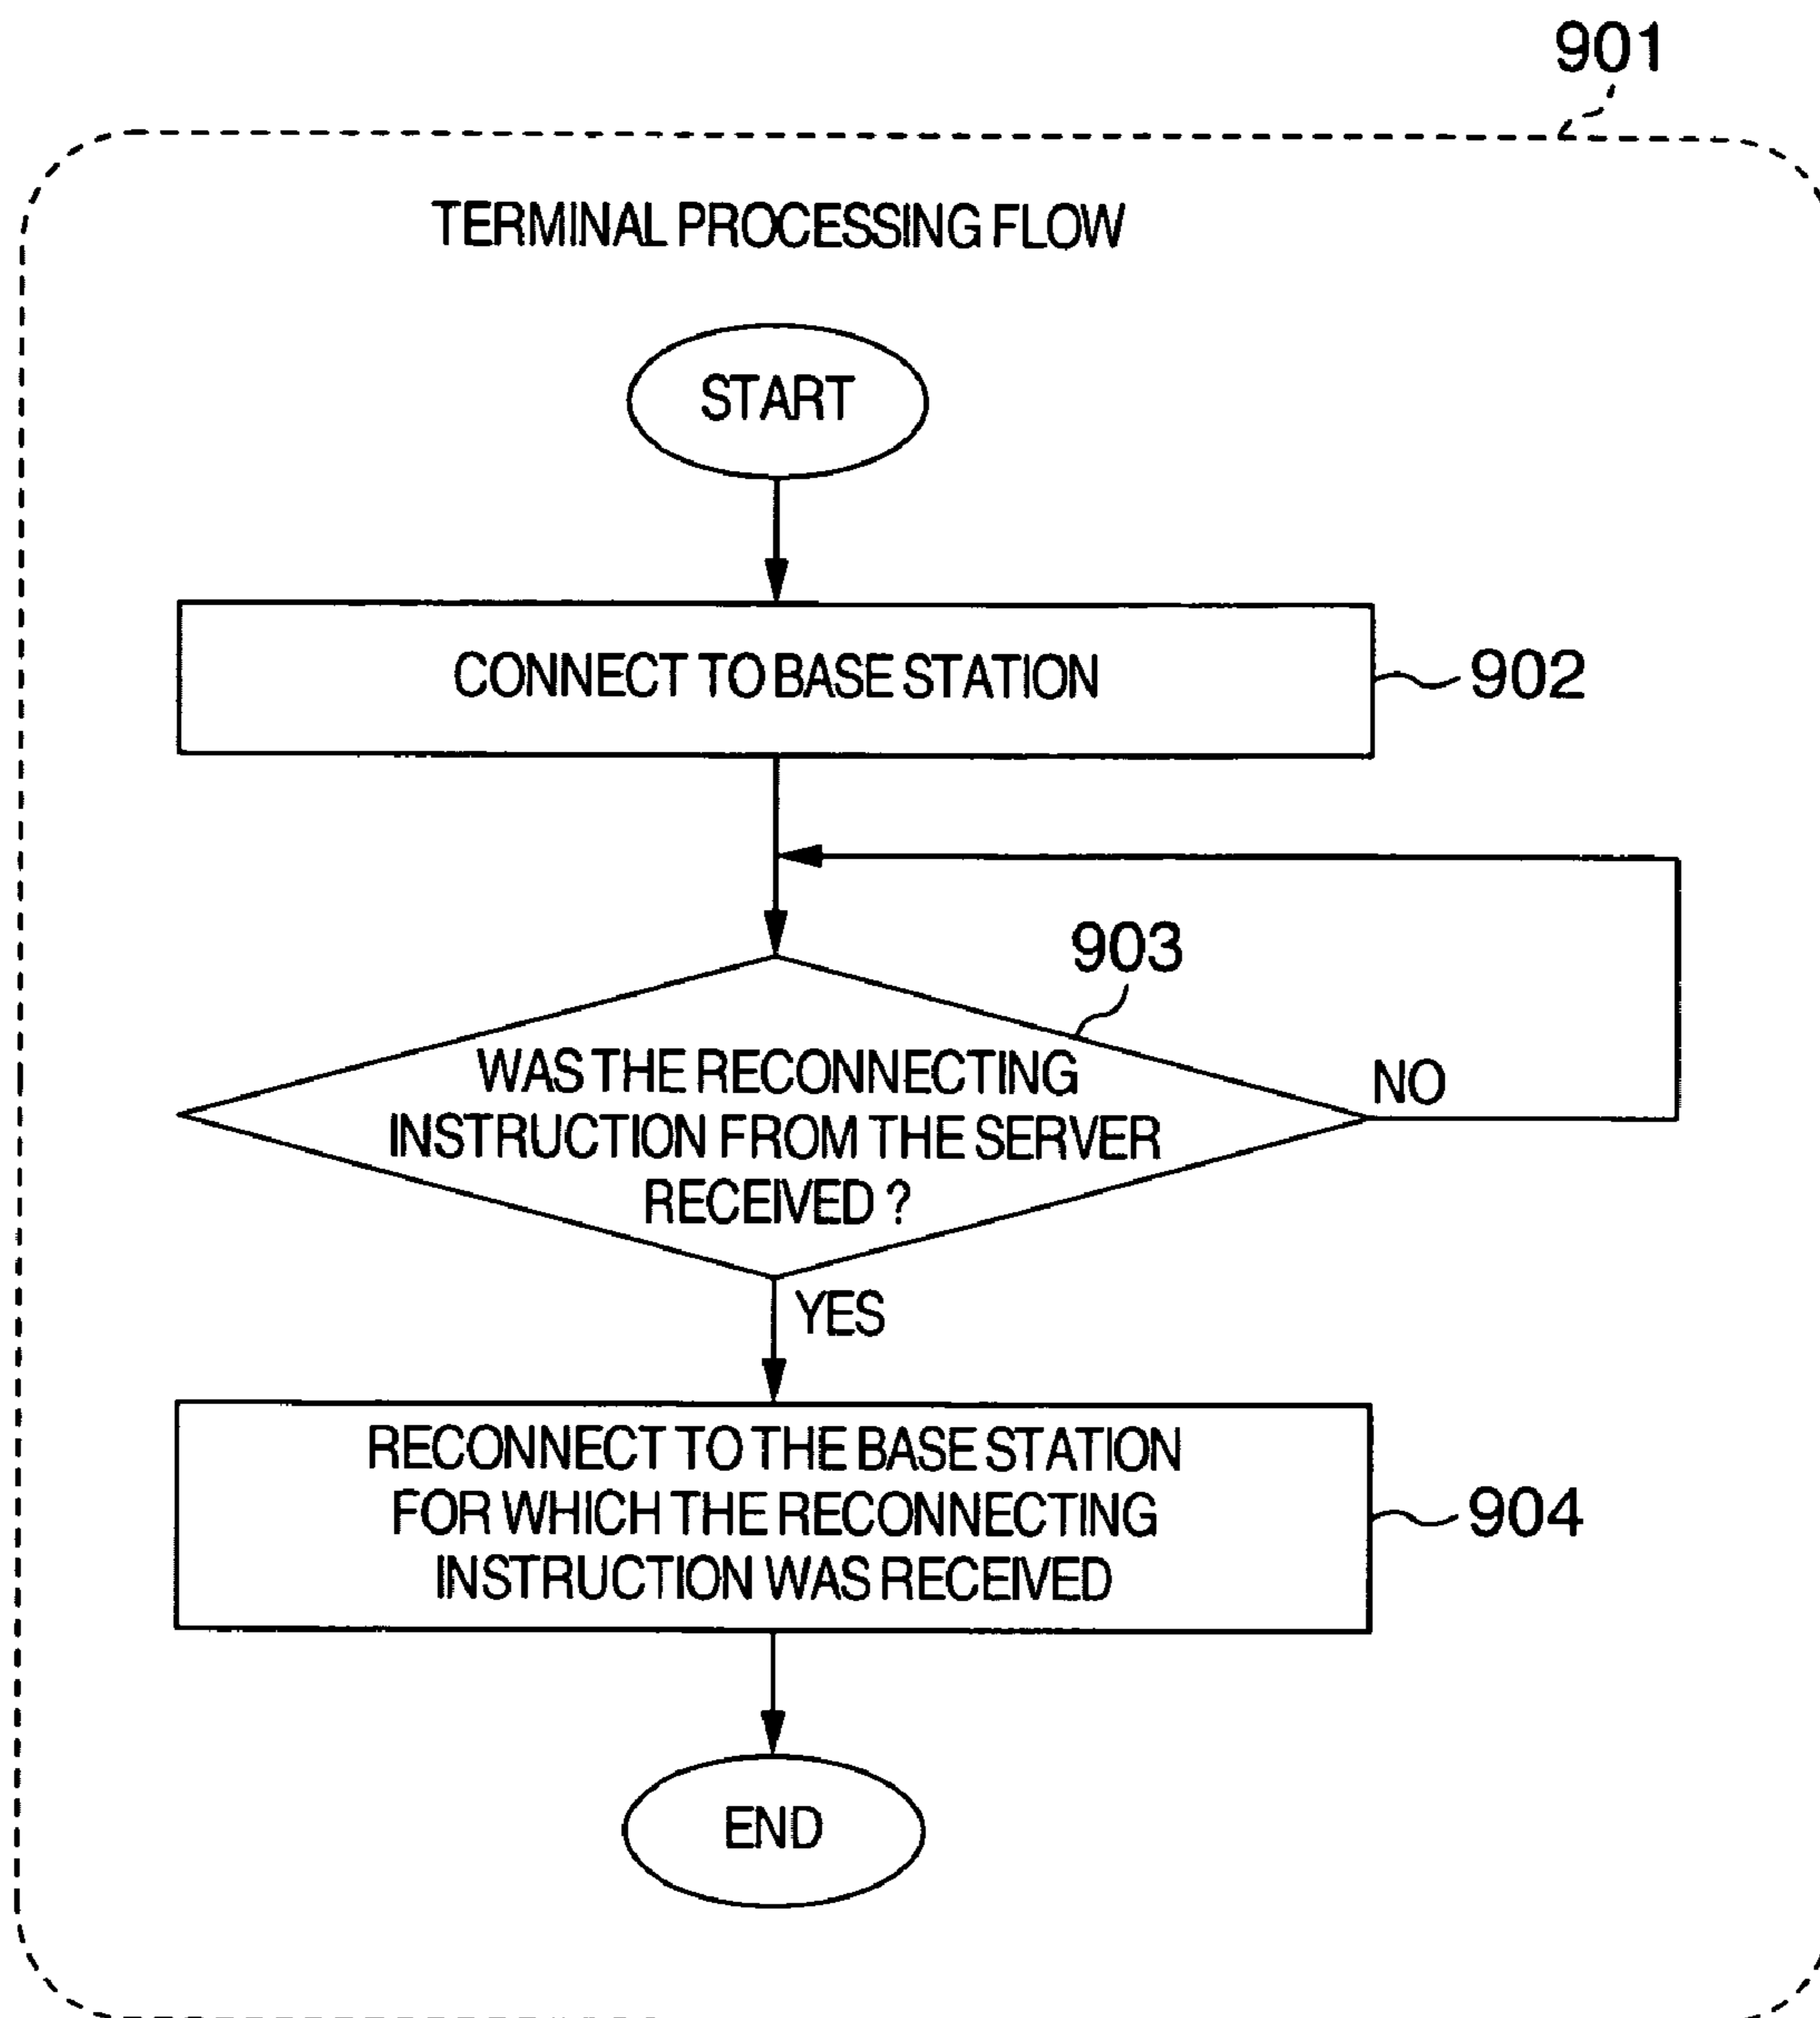 901
TERMINAL PROCESSING FLOW
START
CONNECT TO BASE STATION
902
903
WAS THE RECONNECTING
INSTRUCTION FROM THE SERVER
RECEIVED ?
NO
YES
RECONNECT TO THE BASE STATION
FOR WHICH THE RECONNECTING
INSTRUCTION WAS RECEIVED
904
END